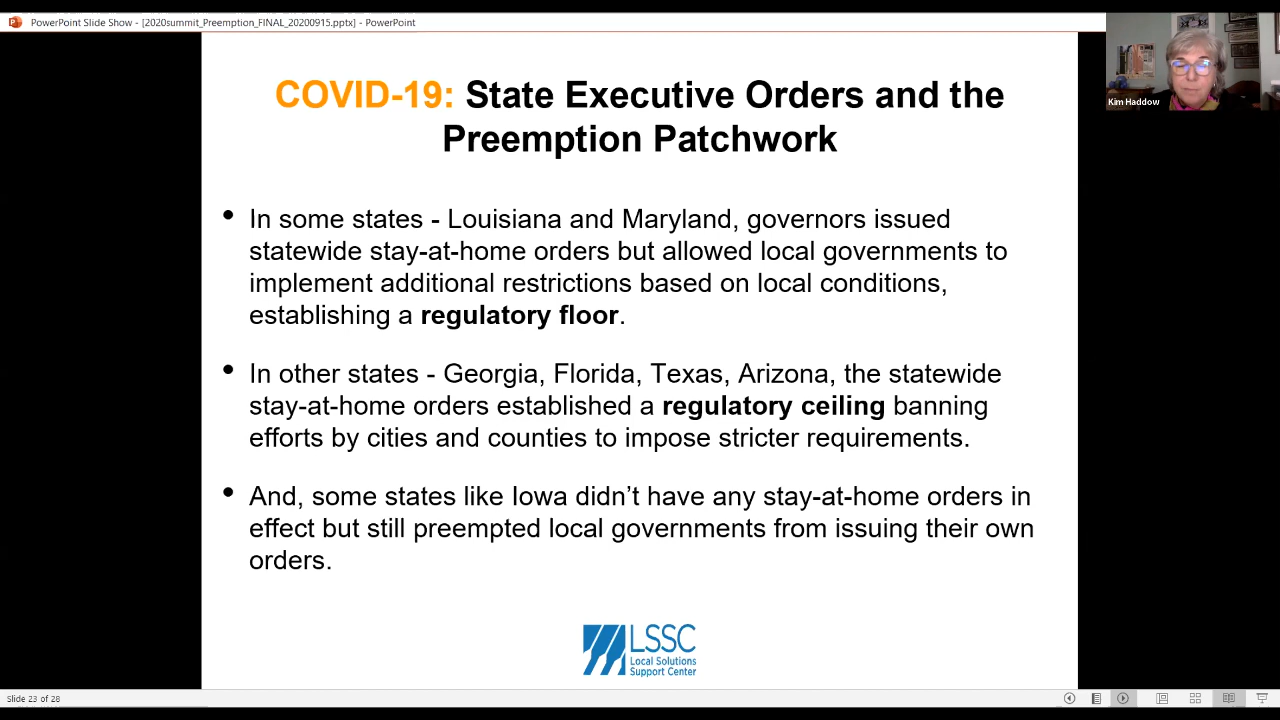 PowerPoint Slide Show - [2020summit_Preemption_FINAL_20200915.pptx] - PowerPoint
Kim Haddow
COVID-19: State Executive Orders and the
Preemption Patchwork
• In some states - Louisiana and Maryland, governors issued
statewide stay-at-home orders but allowed local governments to
implement additional restrictions based on local conditions,
establishing a regulatory floor.
• In other states - Georgia, Florida, Texas, Arizona, the statewide
stay-at-home orders established a regulatory ceiling banning
efforts by cities and counties to impose stricter requirements.
• And, some states like Iowa didn’t have any stay-at-home orders in
effect but still preempted local governments from issuing their own
orders.
LSSC
Local Solutions
Support Center
Slide 23 of 28